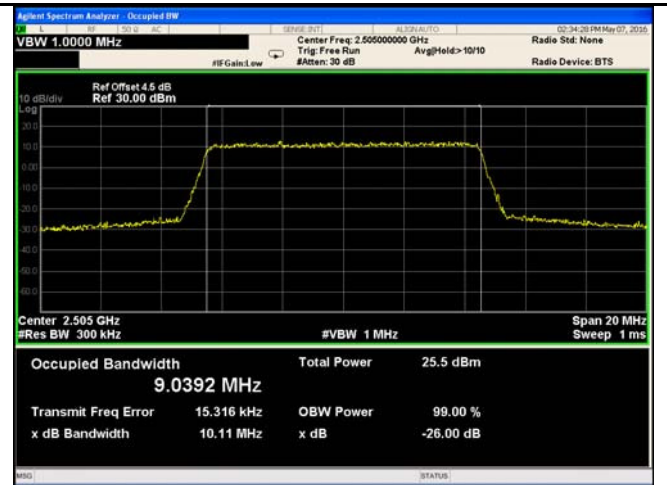 Agilent Spectrum Analyzer - Occupied BW
L RF 50 Ω AC SENSE:INT ALIGNAUTO 02:34:28 PM May 07, 2016
VBW 1.0000 MHz Center Freq: 2.505000000 GHz Radio Std: None
Trig: Free Run Avg|Hold:>10/10
#IFGain:Low #Atten: 30 dB Radio Device: BTS
Ref Offset 4.5 dB
10 dB/div Ref 30.00 dBm
Log
20.0
10.0
0.00
-10.0
-20.0
-30.0
-40.0
-50.0
-60.0
Center 2.505 GHz Span 20 MHz
#Res BW 300 kHz #VBW 1 MHz Sweep 1 ms
Occupied Bandwidth Total Power 25.5 dBm
9.0392 MHz
Transmit Freq Error 15.316 kHz OBW Power 99.00 %
x dB Bandwidth 10.11 MHz x dB -26.00 dB
MSG STATUS